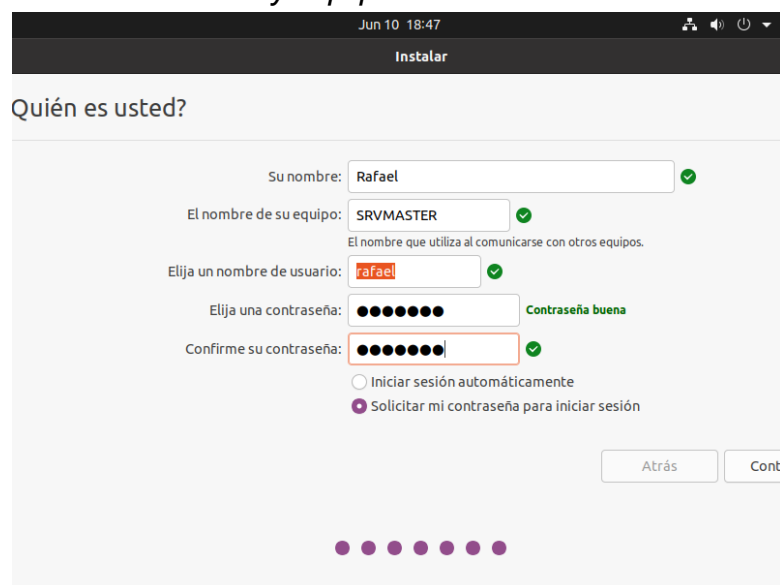 Jun 10 18:47
Instalar
Quién es usted?
Su nombre: Rafael
El nombre de su equipo: SRVMASTER
El nombre que utiliza al comunicarse con otros equipos.
Elija un nombre de usuario: rafael
Elija una contraseña: ●●●●●●● Contraseña buena
Confirme su contraseña: ●●●●●●●
Iniciar sesión automáticamente
Solicitar mi contraseña para iniciar sesión
Atrás Cont